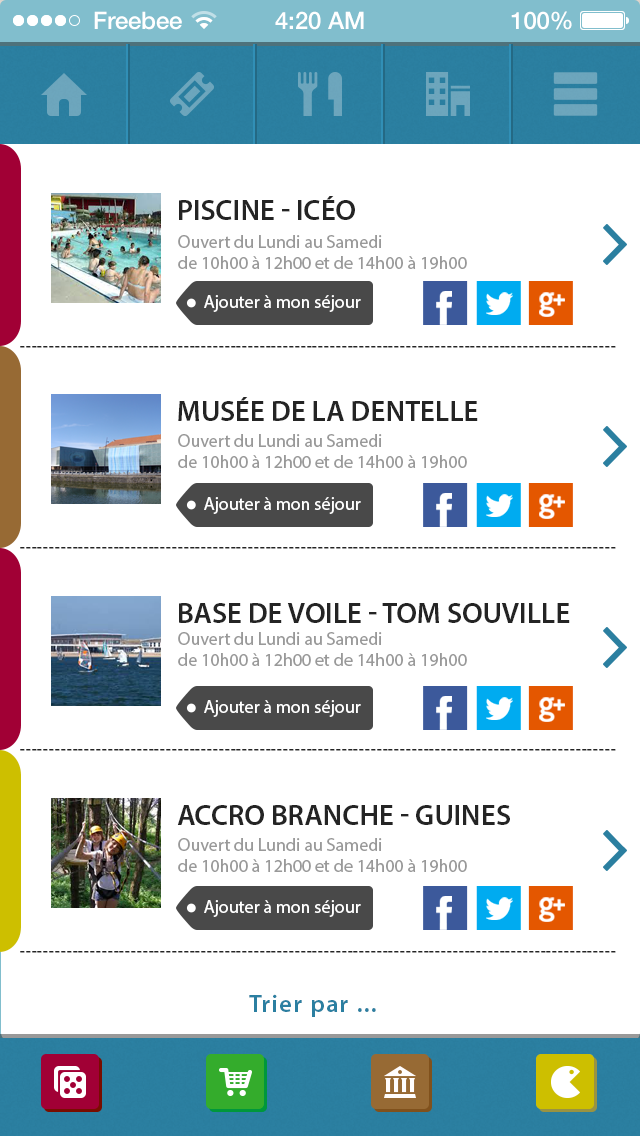 Freebee 4:20 AM 100%
PISCINE - ICÉO
Ouvert du Lundi au Samedi
de 10h00 à 12h00 et de 14h00 à 19h00
Ajouter à mon séjour
f g+
MUSÉE DE LA DENTELLE
Ouvert du Lundi au Samedi
de 10h00 à 12h00 et de 14h00 à 19h00
Ajouter à mon séjour
f g+
BASE DE VOILE - TOM SOUVILLE
Ouvert du Lundi au Samedi
de 10h00 à 12h00 et de 14h00 à 19h00
Ajouter à mon séjour
f g+
ACCRO BRANCHE - GUINES
Ouvert du Lundi au Samedi
de 10h00 à 12h00 et de 14h00 à 19h00
Ajouter à mon séjour
f g+
Trier par ...